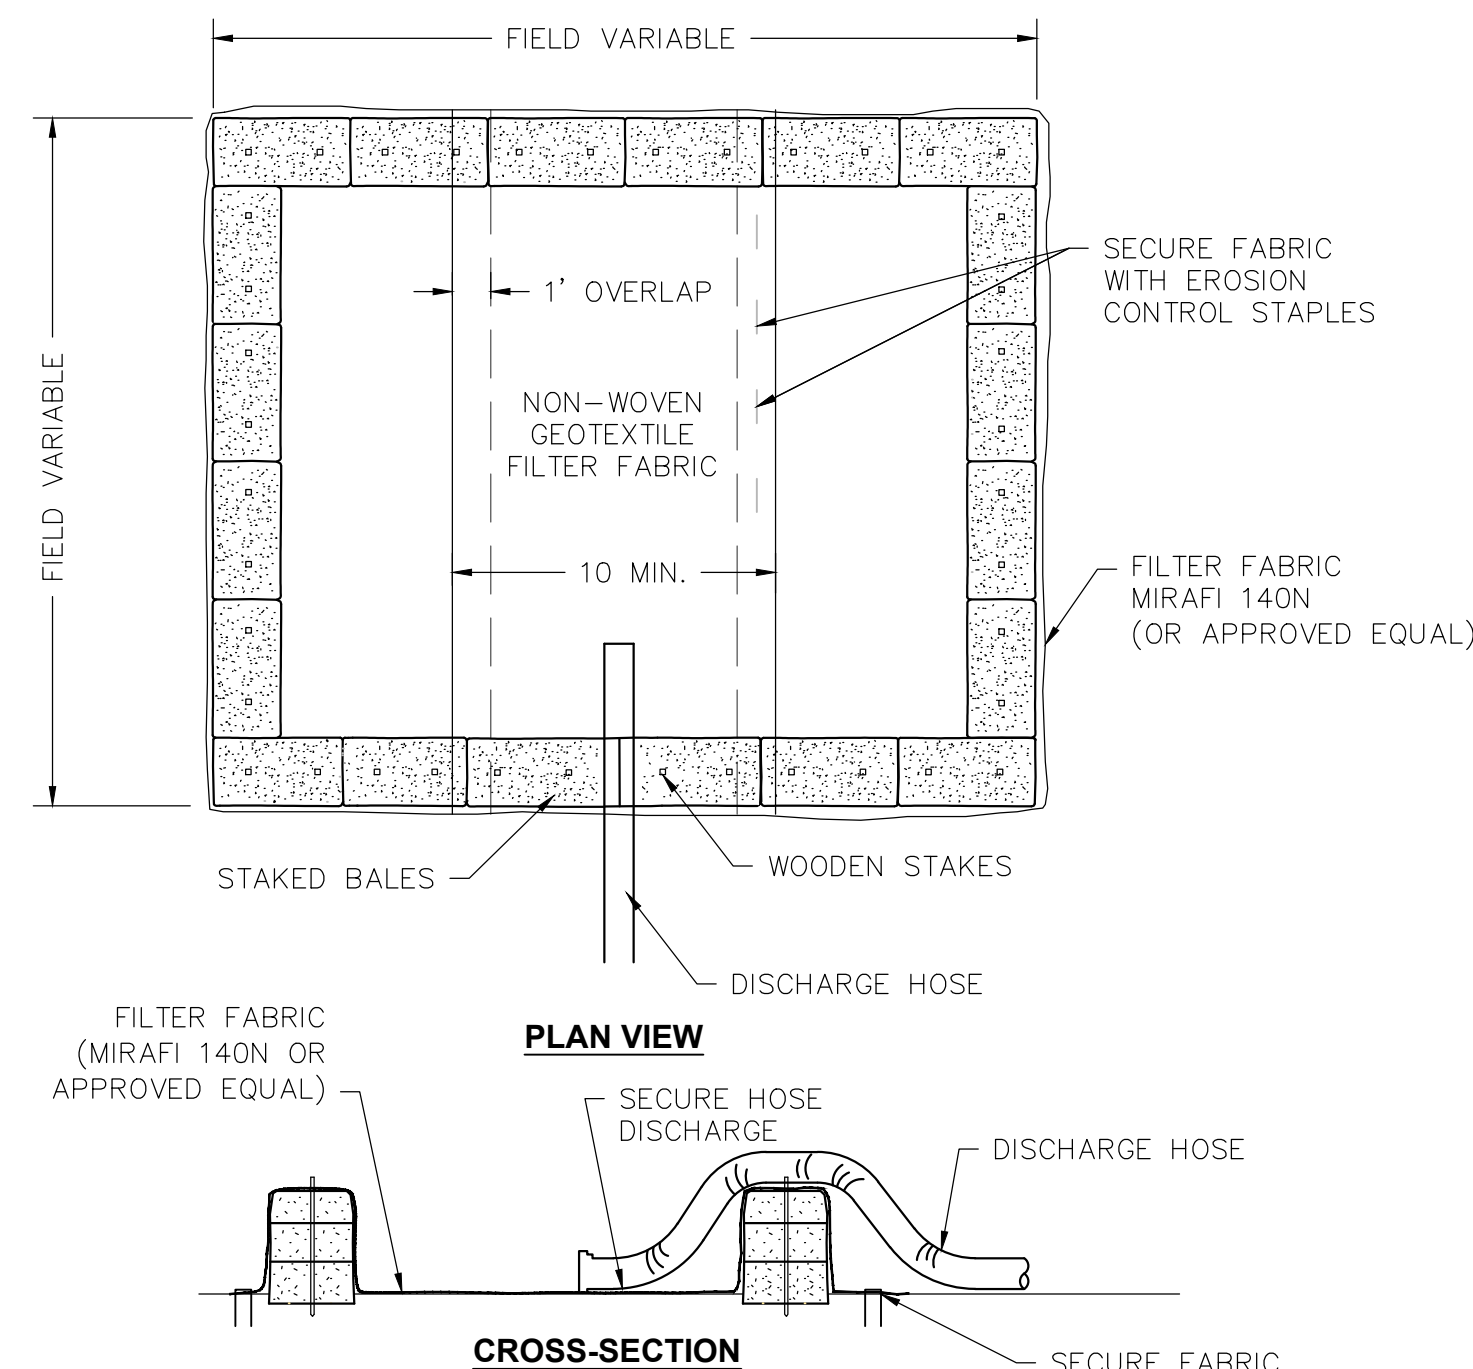 FIELD VARIABLE
FIELD VARIABLE
1' OVERLAP
SECURE FABRIC
WITH EROSION
CONTROL STAPLES
NON-WOVEN
GEOTEXTILE
FILTER FABRIC
10 MIN.
FILTER FABRIC
MIRAFI 140N
(OR APPROVED EQUAL)
STAKED BALES
WOODEN STAKES
DISCHARGE HOSE
PLAN VIEW
FILTER FABRIC
(MIRAFI 140N OR
APPROVED EQUAL)
SECURE HOSE
DISCHARGE
DISCHARGE HOSE
CROSS-SECTION
SECURE FABRIC